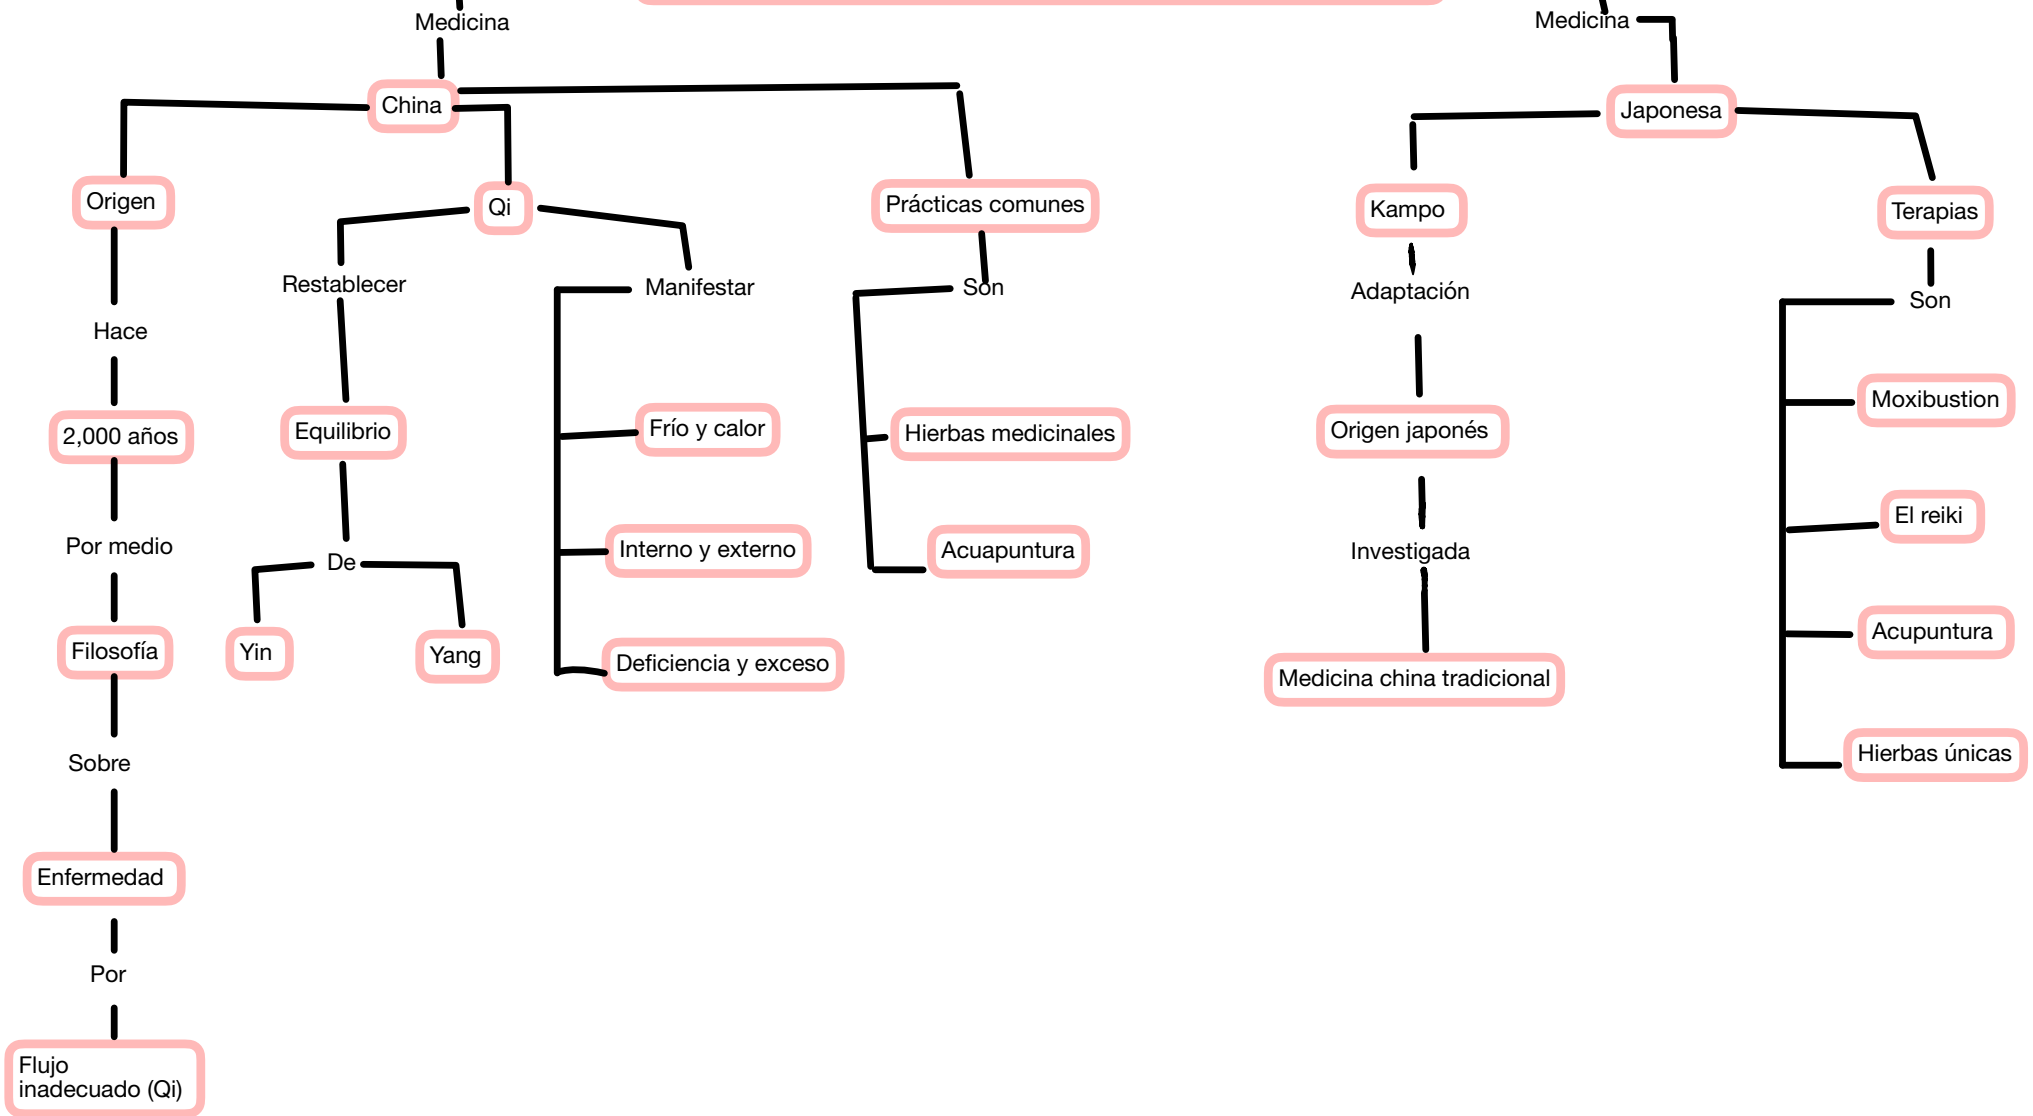 Medicina
Medicina
China
Japonesa
Origen
Qi
Prácticas comunes
Kampo
Terapias
Restablecer
Manifestar
Son
Adaptación
Son
Hace
Moxibustion
2,000 años
Equilibrio
Frío y calor
Hierbas medicinales
Origen japonés
El reiki
Por medio
De
Interno y externo
Acuapuntura
Investigada
Acupuntura
Filosofía
Yin
Yang
Deficiencia y exceso
Medicina china tradicional
Hierbas únicas
Sobre
Enfermedad
Por
Flujo
inadecuado (Qi)